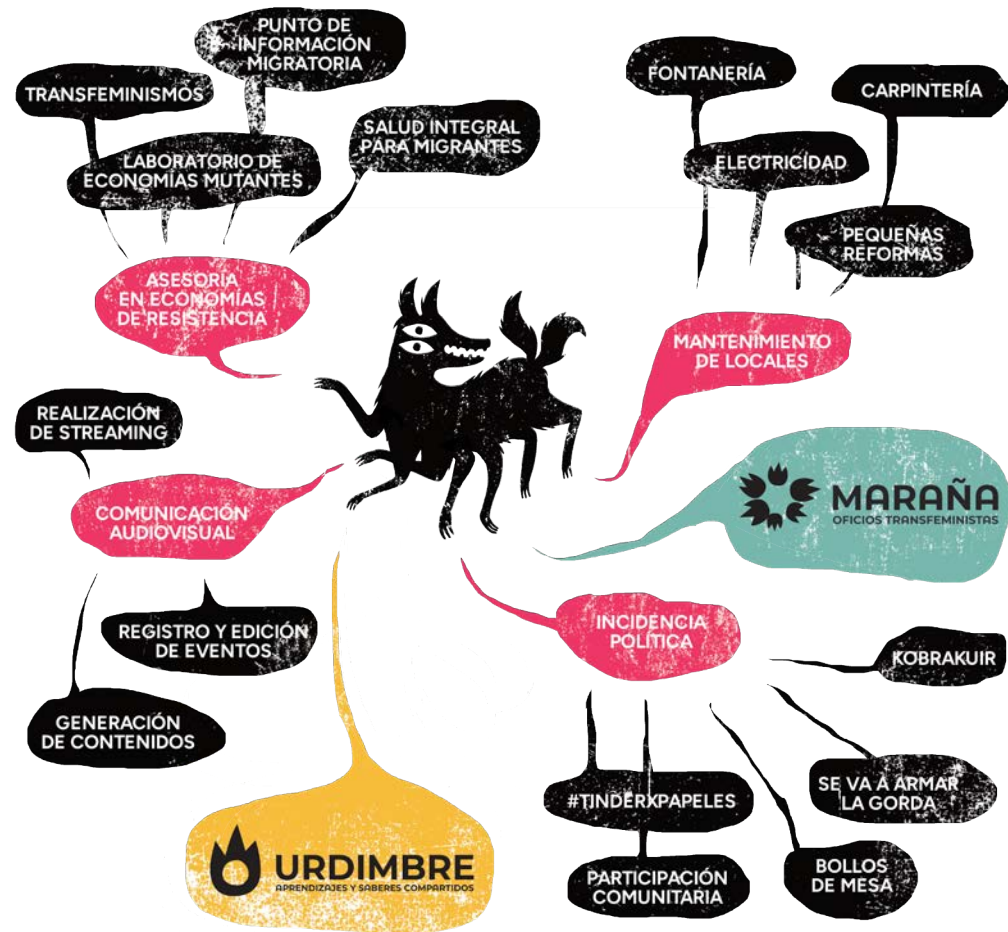 PUNTO DE
INFORMACIÓN
MIGRATORIA
TRANSFEMINISMOS
SALUD INTEGRAL
PARA MIGRANTES
LABORATORIO DE
ECONOMÍAS MUTANTES
ASESORÍA
EN ECONOMÍAS
DE RESISTENCIA
FONTANERÍA
CARPINTERÍA
ELECTRICIDAD
PEQUEÑAS
REFORMAS
MANTENIMIENTO
DE LOCALES
REALIZACIÓN
DE STREAMING
COMUNICACIÓN
AUDIOVISUAL
REGISTRO Y EDICIÓN
DE EVENTOS
GENERACIÓN
DE CONTENIDOS
MARAÑA
OFICIOS TRANSFEMINISTAS
INCIDENCIA
POLÍTICA
KOBRAKUIR
SE VA A ARMAR
LA GORDA
#TINDERXPAPELES
BOLLOS
DE MESA
PARTICIPACIÓN
COMUNITARIA
URDIMBRE
APRENDIZAJES Y SABERES COMPARTIDOS